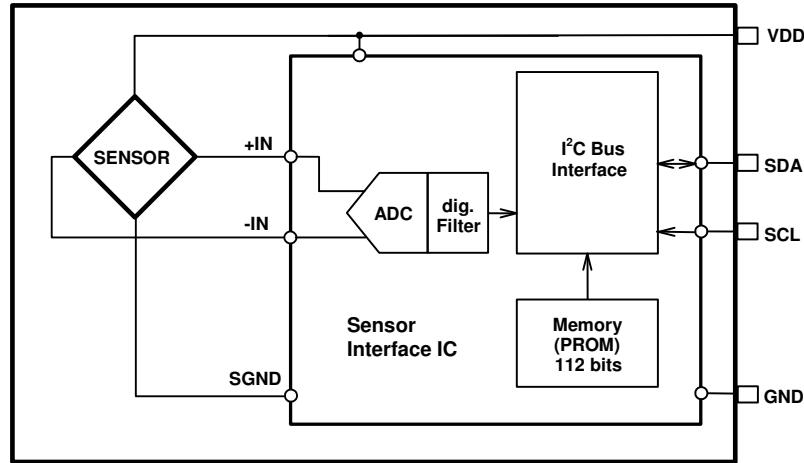 VDD
SENSOR
+IN
-IN
ADC
dig.
Filter
I²C Bus
Interface
SDA
SCL
Sensor
Interface IC
Memory
(PROM)
112 bits
SGND
GND